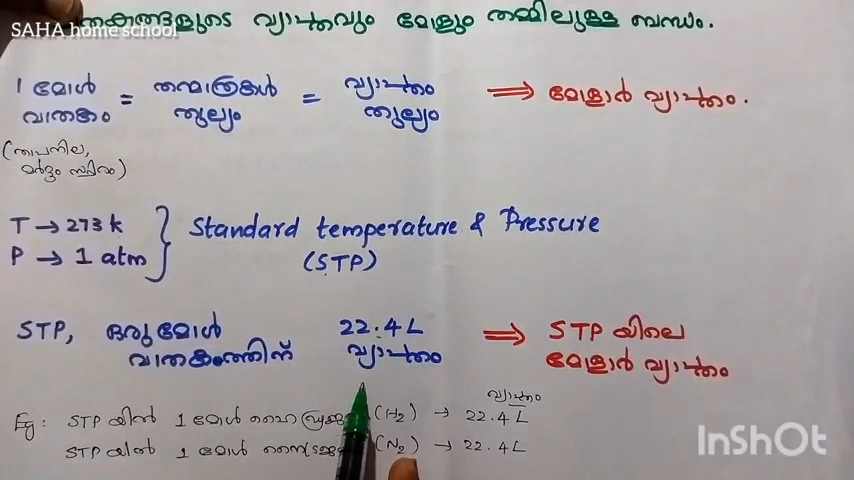 SAHA home school
വാതകങ്ങളുടെ വ്യാപ്തവും മോളും തമ്മിലുള്ള ബന്ധം.
1 മോൾ വാതകം = തന്മാത്രകൾ തുല്യം = വ്യാപ്തം തുല്യം ⟹ മോളാർ വ്യാപ്തം.
(താപനില,
മർദ്ദം സ്ഥിരം)
T → 273 k } Standard temperature & Pressure
P → 1 atm (STP)
STP, ഒരു മോൾ 22.4 L ⟹ STP യിലെ
വാതകത്തിന് വ്യാപ്തം മോളാർ വ്യാപ്തം
വ്യാപ്തം
Eg: STP യിൽ 1 മോൾ (H₂) → 22.4 L
STP യിൽ 1 മോൾ (N₂) → 22.4 L
InShOt